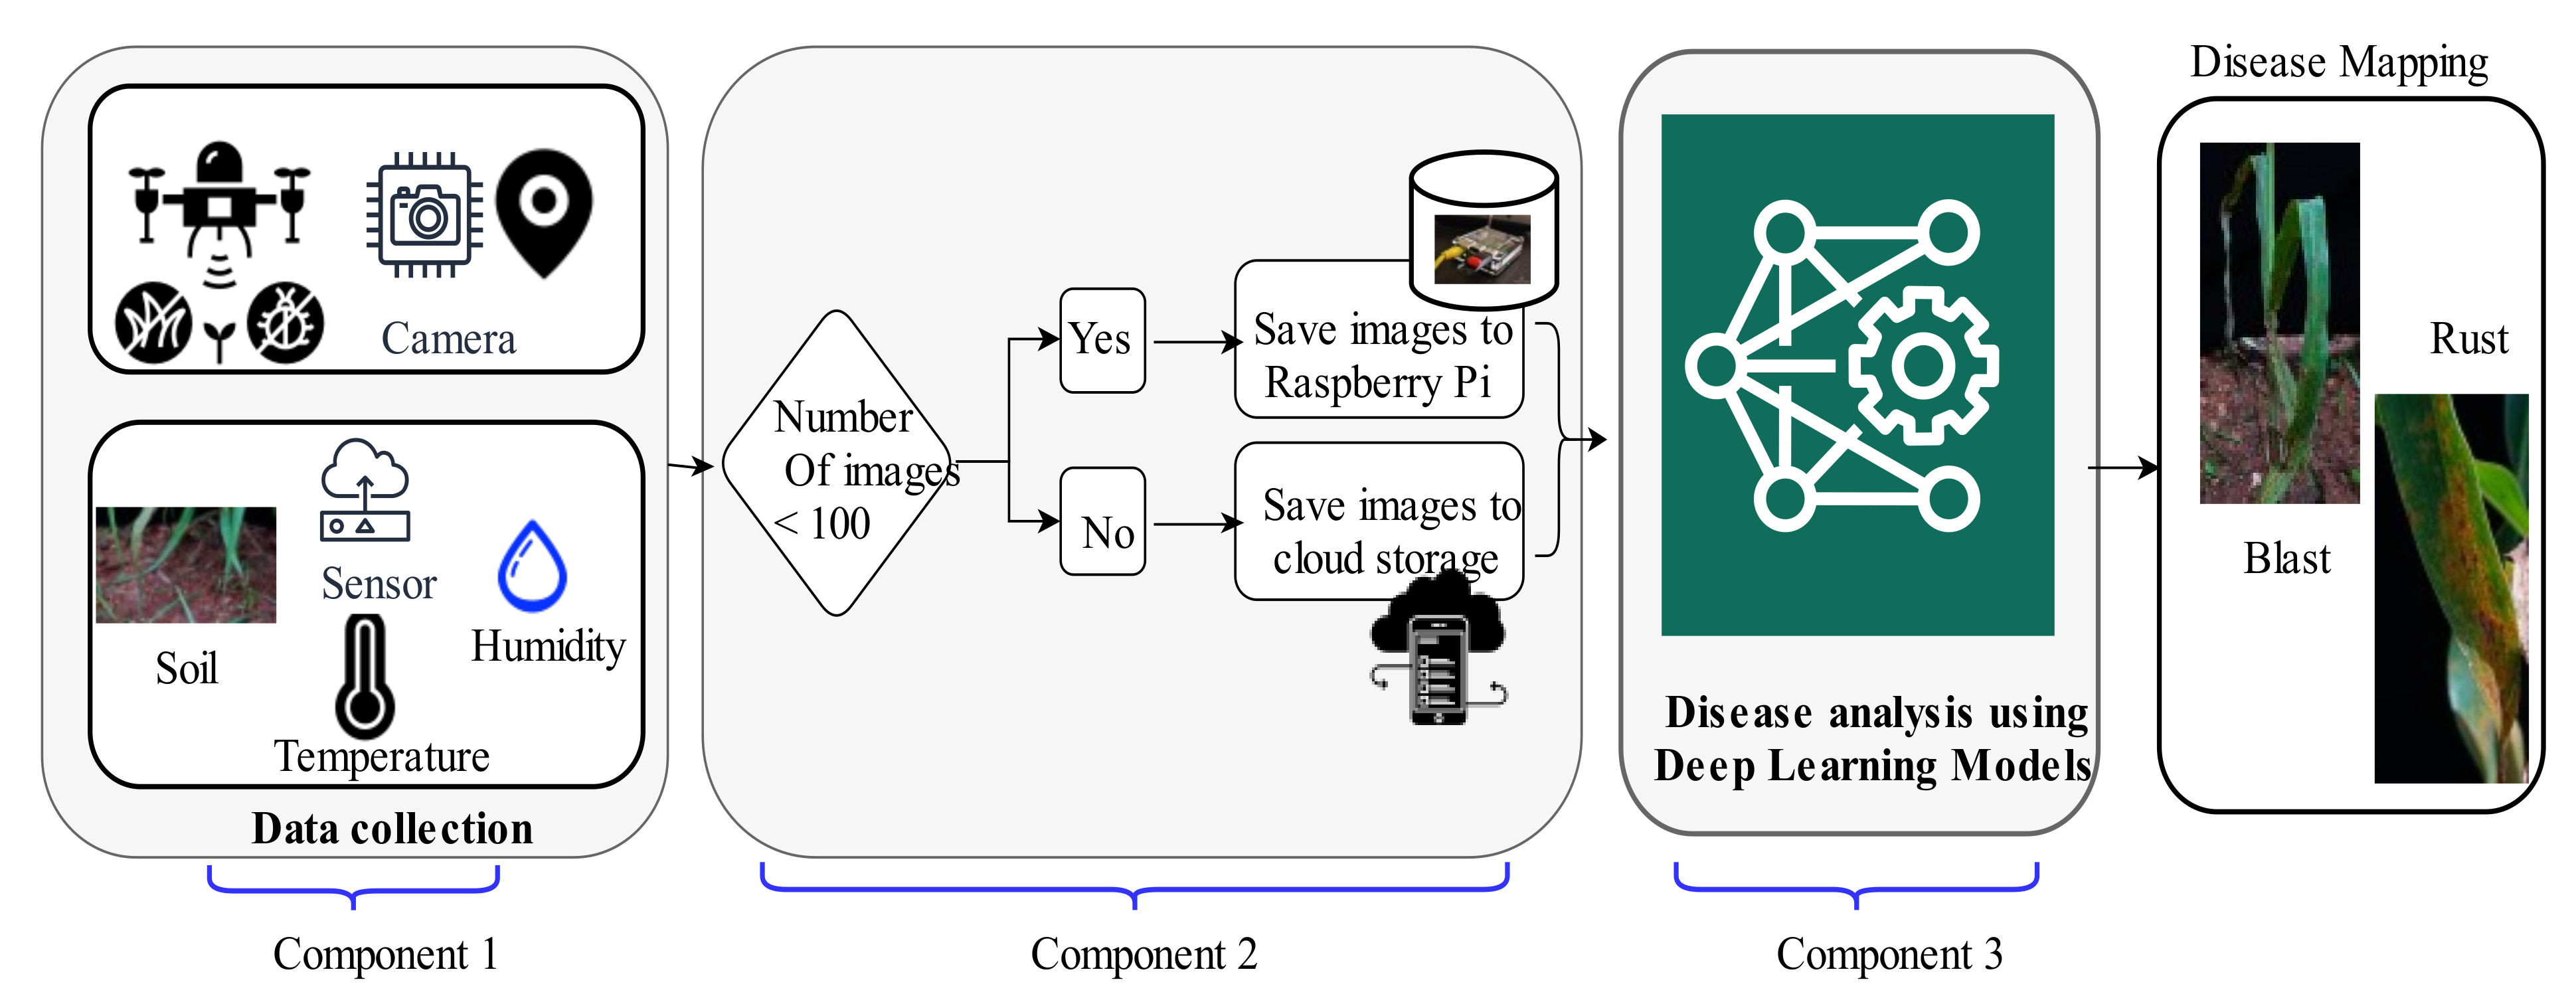 Camera
Sensor
Soil
Humidity
Temperature
Data collection
Component 1
Number
Of images
< 100
Yes
No
Save images to
Raspberry Pi
Save images to
cloud storage
Component 2
Disease analysis using
Deep Learning Models
Component 3
Disease Mapping
Rust
Blast